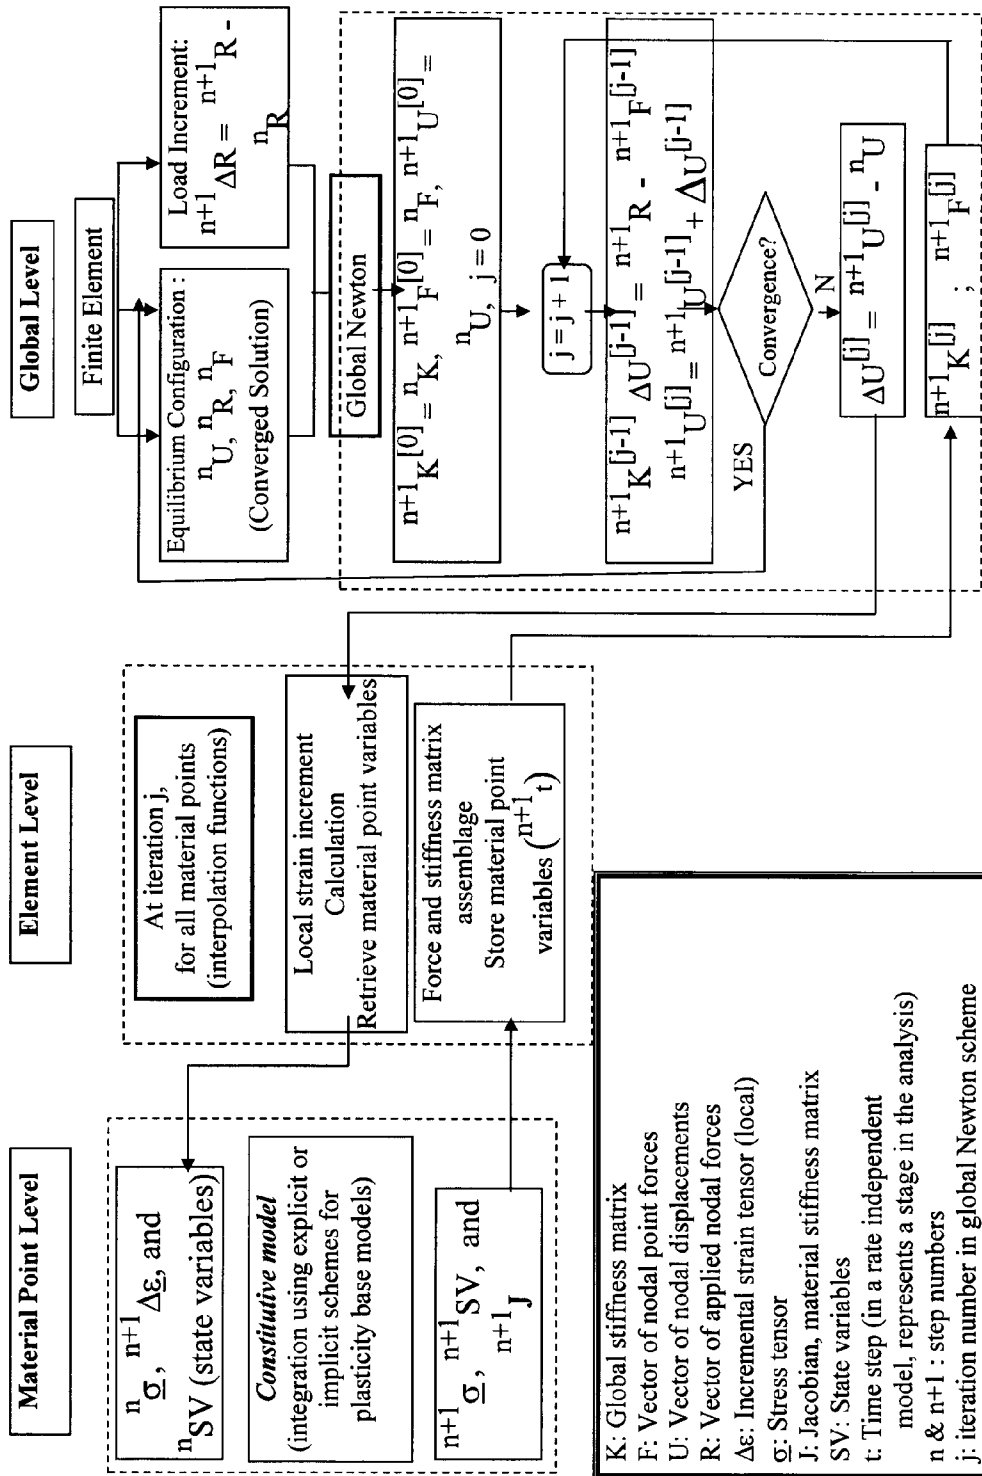 Material Point Level
ⁿσ, ⁿ⁺¹Δε, and
ⁿSV (state variables)
Constitutive model
(integration using explicit or
implicit schemes for
plasticity base models)
ⁿ⁺¹σ, ⁿ⁺¹SV, and
ⁿ⁺¹J
Element Level
At iteration j,
for all material points
(interpolation functions)
Local strain increment
Calculation
Retrieve material point variables
Force and stiffness matrix
assemblage
Store material point
variables (ⁿ⁺¹t)
Global Level
Finite Element
Equilibrium Configuration :
ⁿU, ⁿR, ⁿF
(Converged Solution)
Load Increment:
ⁿ⁺¹ΔR = ⁿ⁺¹R -
ⁿR
Global Newton
ⁿ⁺¹K[0] = ⁿK, ⁿ⁺¹F[0] = ⁿF, ⁿ⁺¹U[0] =
ⁿU, j = 0
j = j + 1
ⁿ⁺¹K[j-1] ΔU[j-1] = ⁿ⁺¹R - ⁿ⁺¹F[j-1]
ⁿ⁺¹U[j] = ⁿ⁺¹U[j-1] + ΔU[j-1]
Convergence?
YES
N
ΔU[j] = ⁿ⁺¹U[j] - ⁿU
ⁿ⁺¹K[j] ; ⁿ⁺¹F[j]
K: Global stiffness matrix
F: Vector of nodal point forces
U: Vector of nodal displacements
R: Vector of applied nodal forces
Δε: Incremental strain tensor (local)
σ: Stress tensor
J: Jacobian, material stiffness matrix
SV: State variables
t: Time step (in a rate independent
model, represents a stage in the analysis)
n & n+1 : step numbers
j: iteration number in global Newton scheme